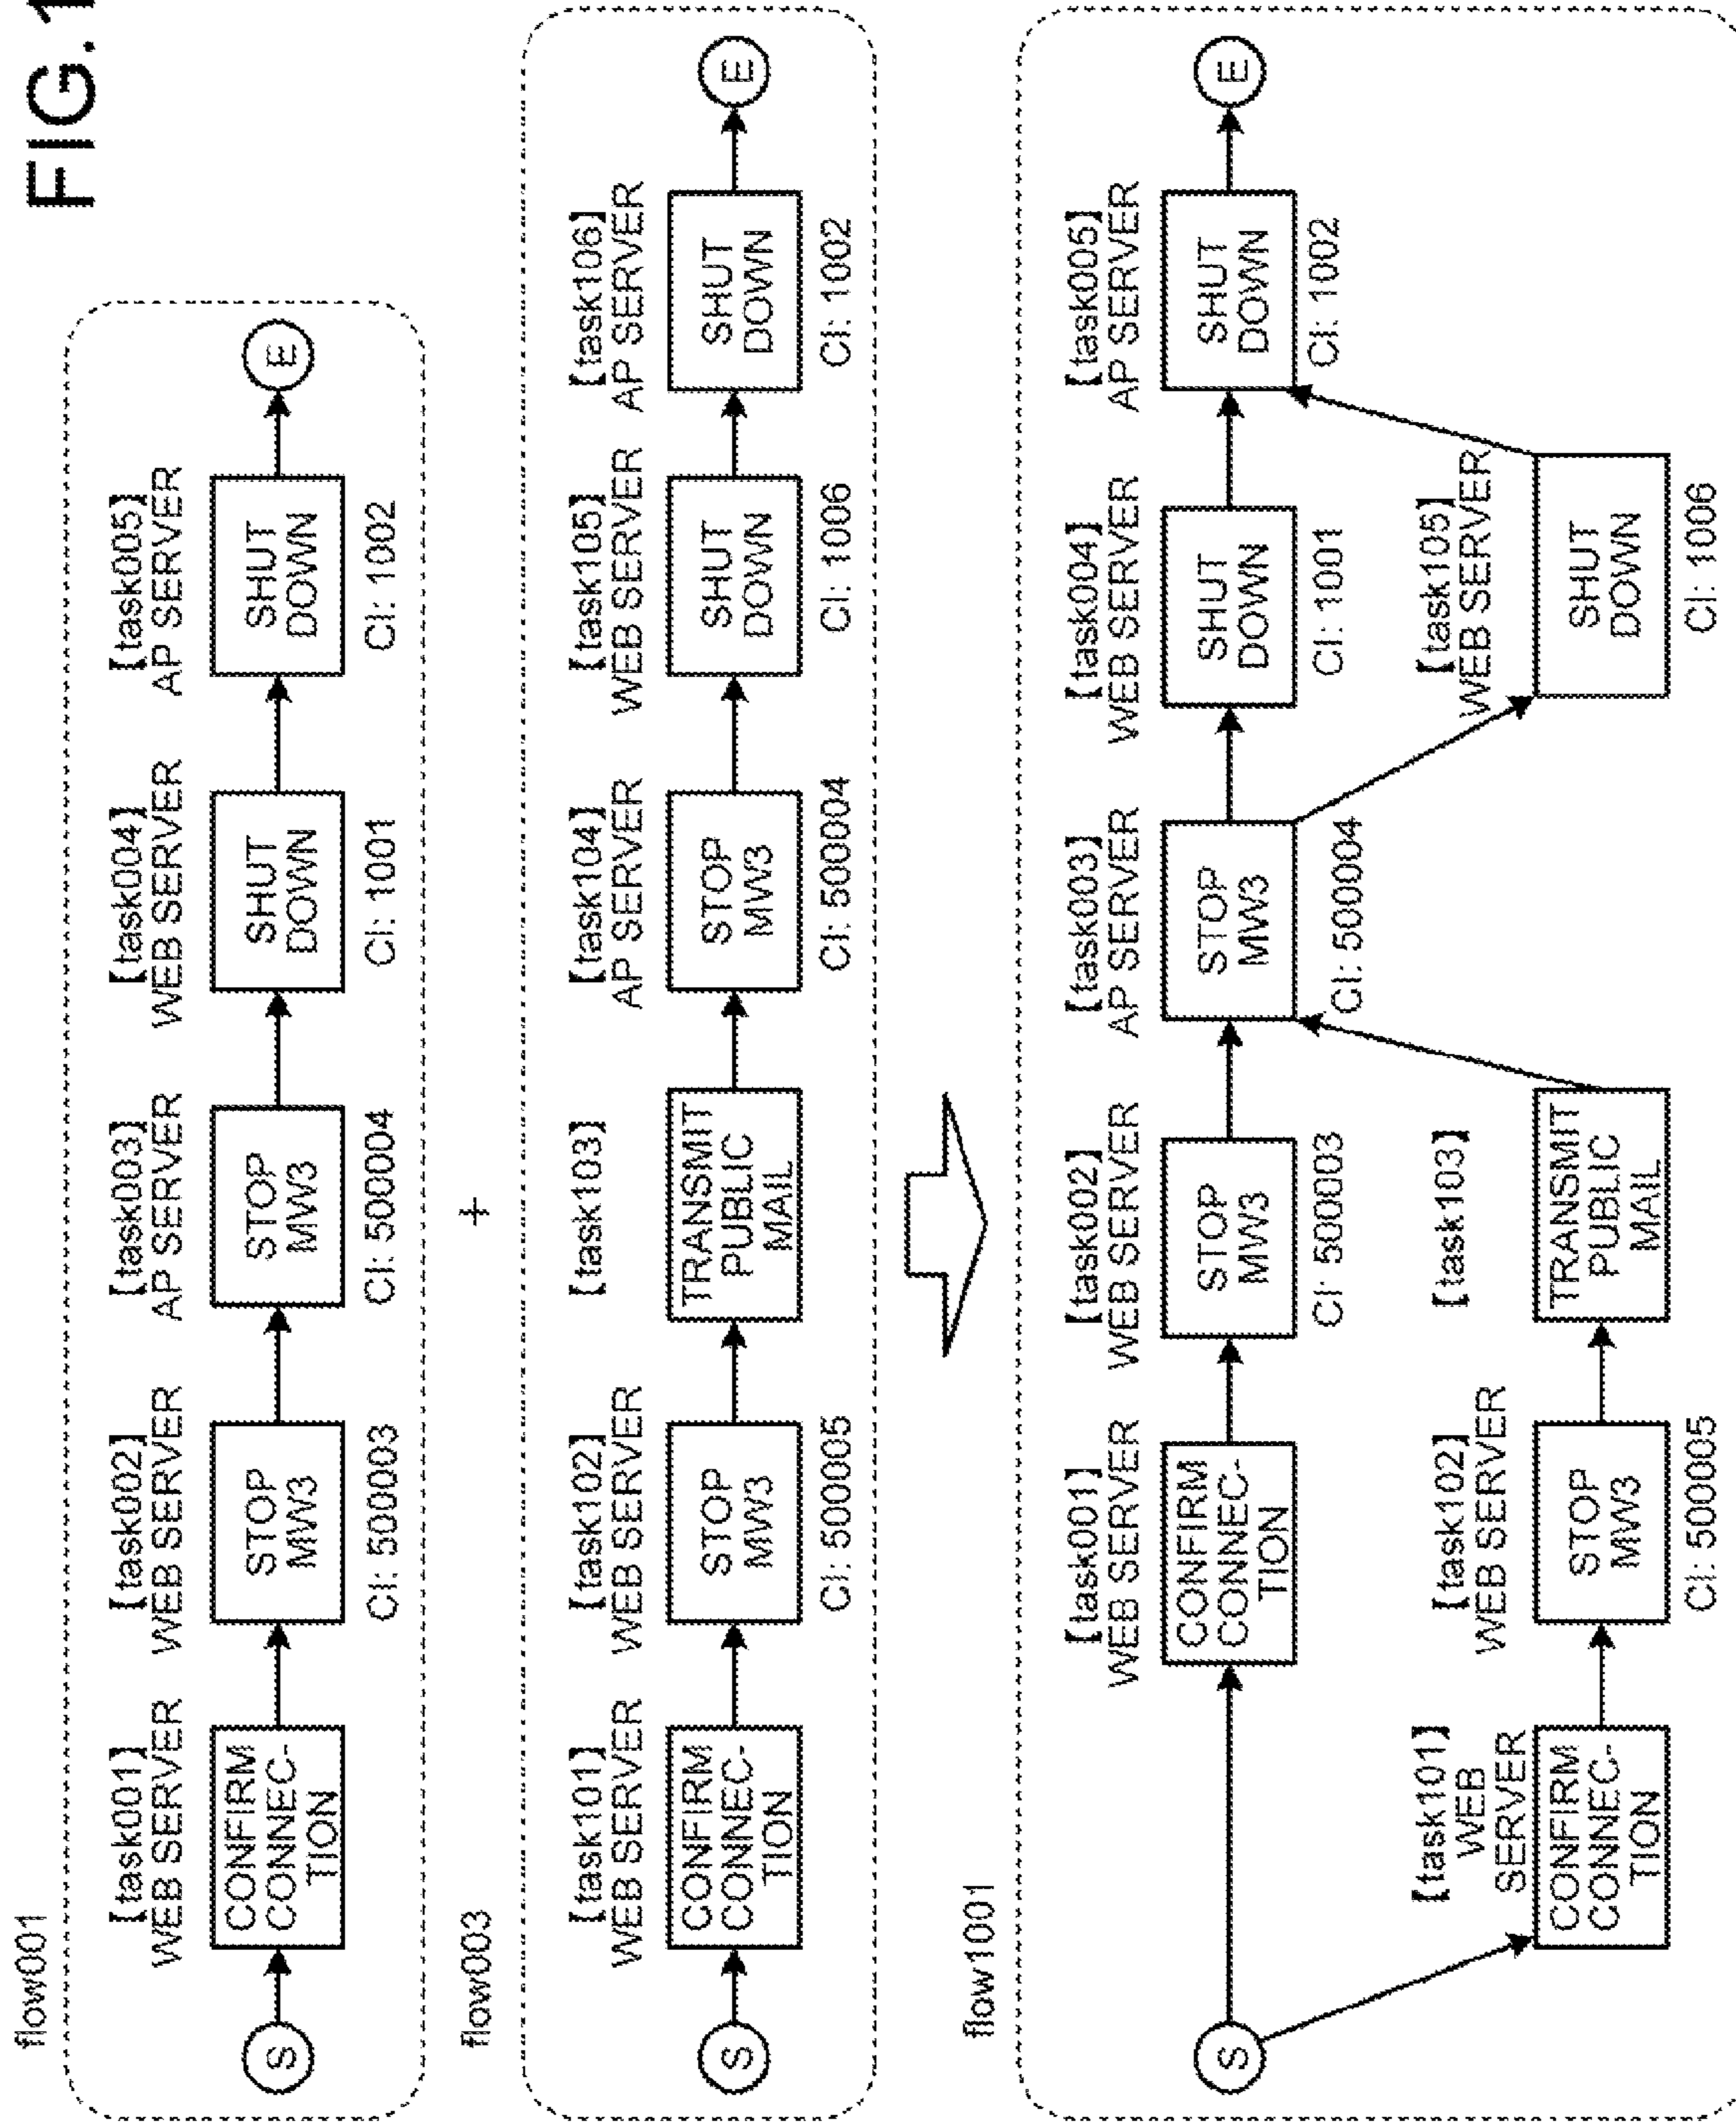 FIG.1
flow001
【task001】
WEB SERVER
CONFIRM
CONNEC-
TION
【task002】
WEB SERVER
STOP
MW3
CI: 500003
【task003】
AP SERVER
STOP
MW3
CI: 500004
【task004】
WEB SERVER
SHUT
DOWN
CI: 1001
【task005】
AP SERVER
SHUT
DOWN
CI: 1002
S
E
+
flow003
【task101】
WEB SERVER
CONFIRM
CONNEC-
TION
【task102】
WEB SERVER
STOP
MW3
CI: 500005
【task103】
TRANSMIT
PUBLIC
MAIL
【task104】
AP SERVER
STOP
MW3
CI: 500004
【task105】
WEB SERVER
SHUT
DOWN
CI: 1006
【task106】
AP SERVER
SHUT
DOWN
CI: 1002
S
E
flow1001
【task001】
WEB SERVER
CONFIRM
CONNEC-
TION
【task002】
WEB SERVER
STOP
MW3
CI: 500003
【task003】
AP SERVER
STOP
MW3
CI: 500004
【task004】
WEB SERVER
SHUT
DOWN
CI: 1001
【task005】
AP SERVER
SHUT
DOWN
CI: 1002
S
E
【task101】
WEB
SERVER
CONFIRM
CONNEC-
TION
【task102】
WEB SERVER
STOP
MW3
CI: 500005
【task103】
TRANSMIT
PUBLIC
MAIL
【task105】
WEB SERVER
SHUT
DOWN
CI: 1006